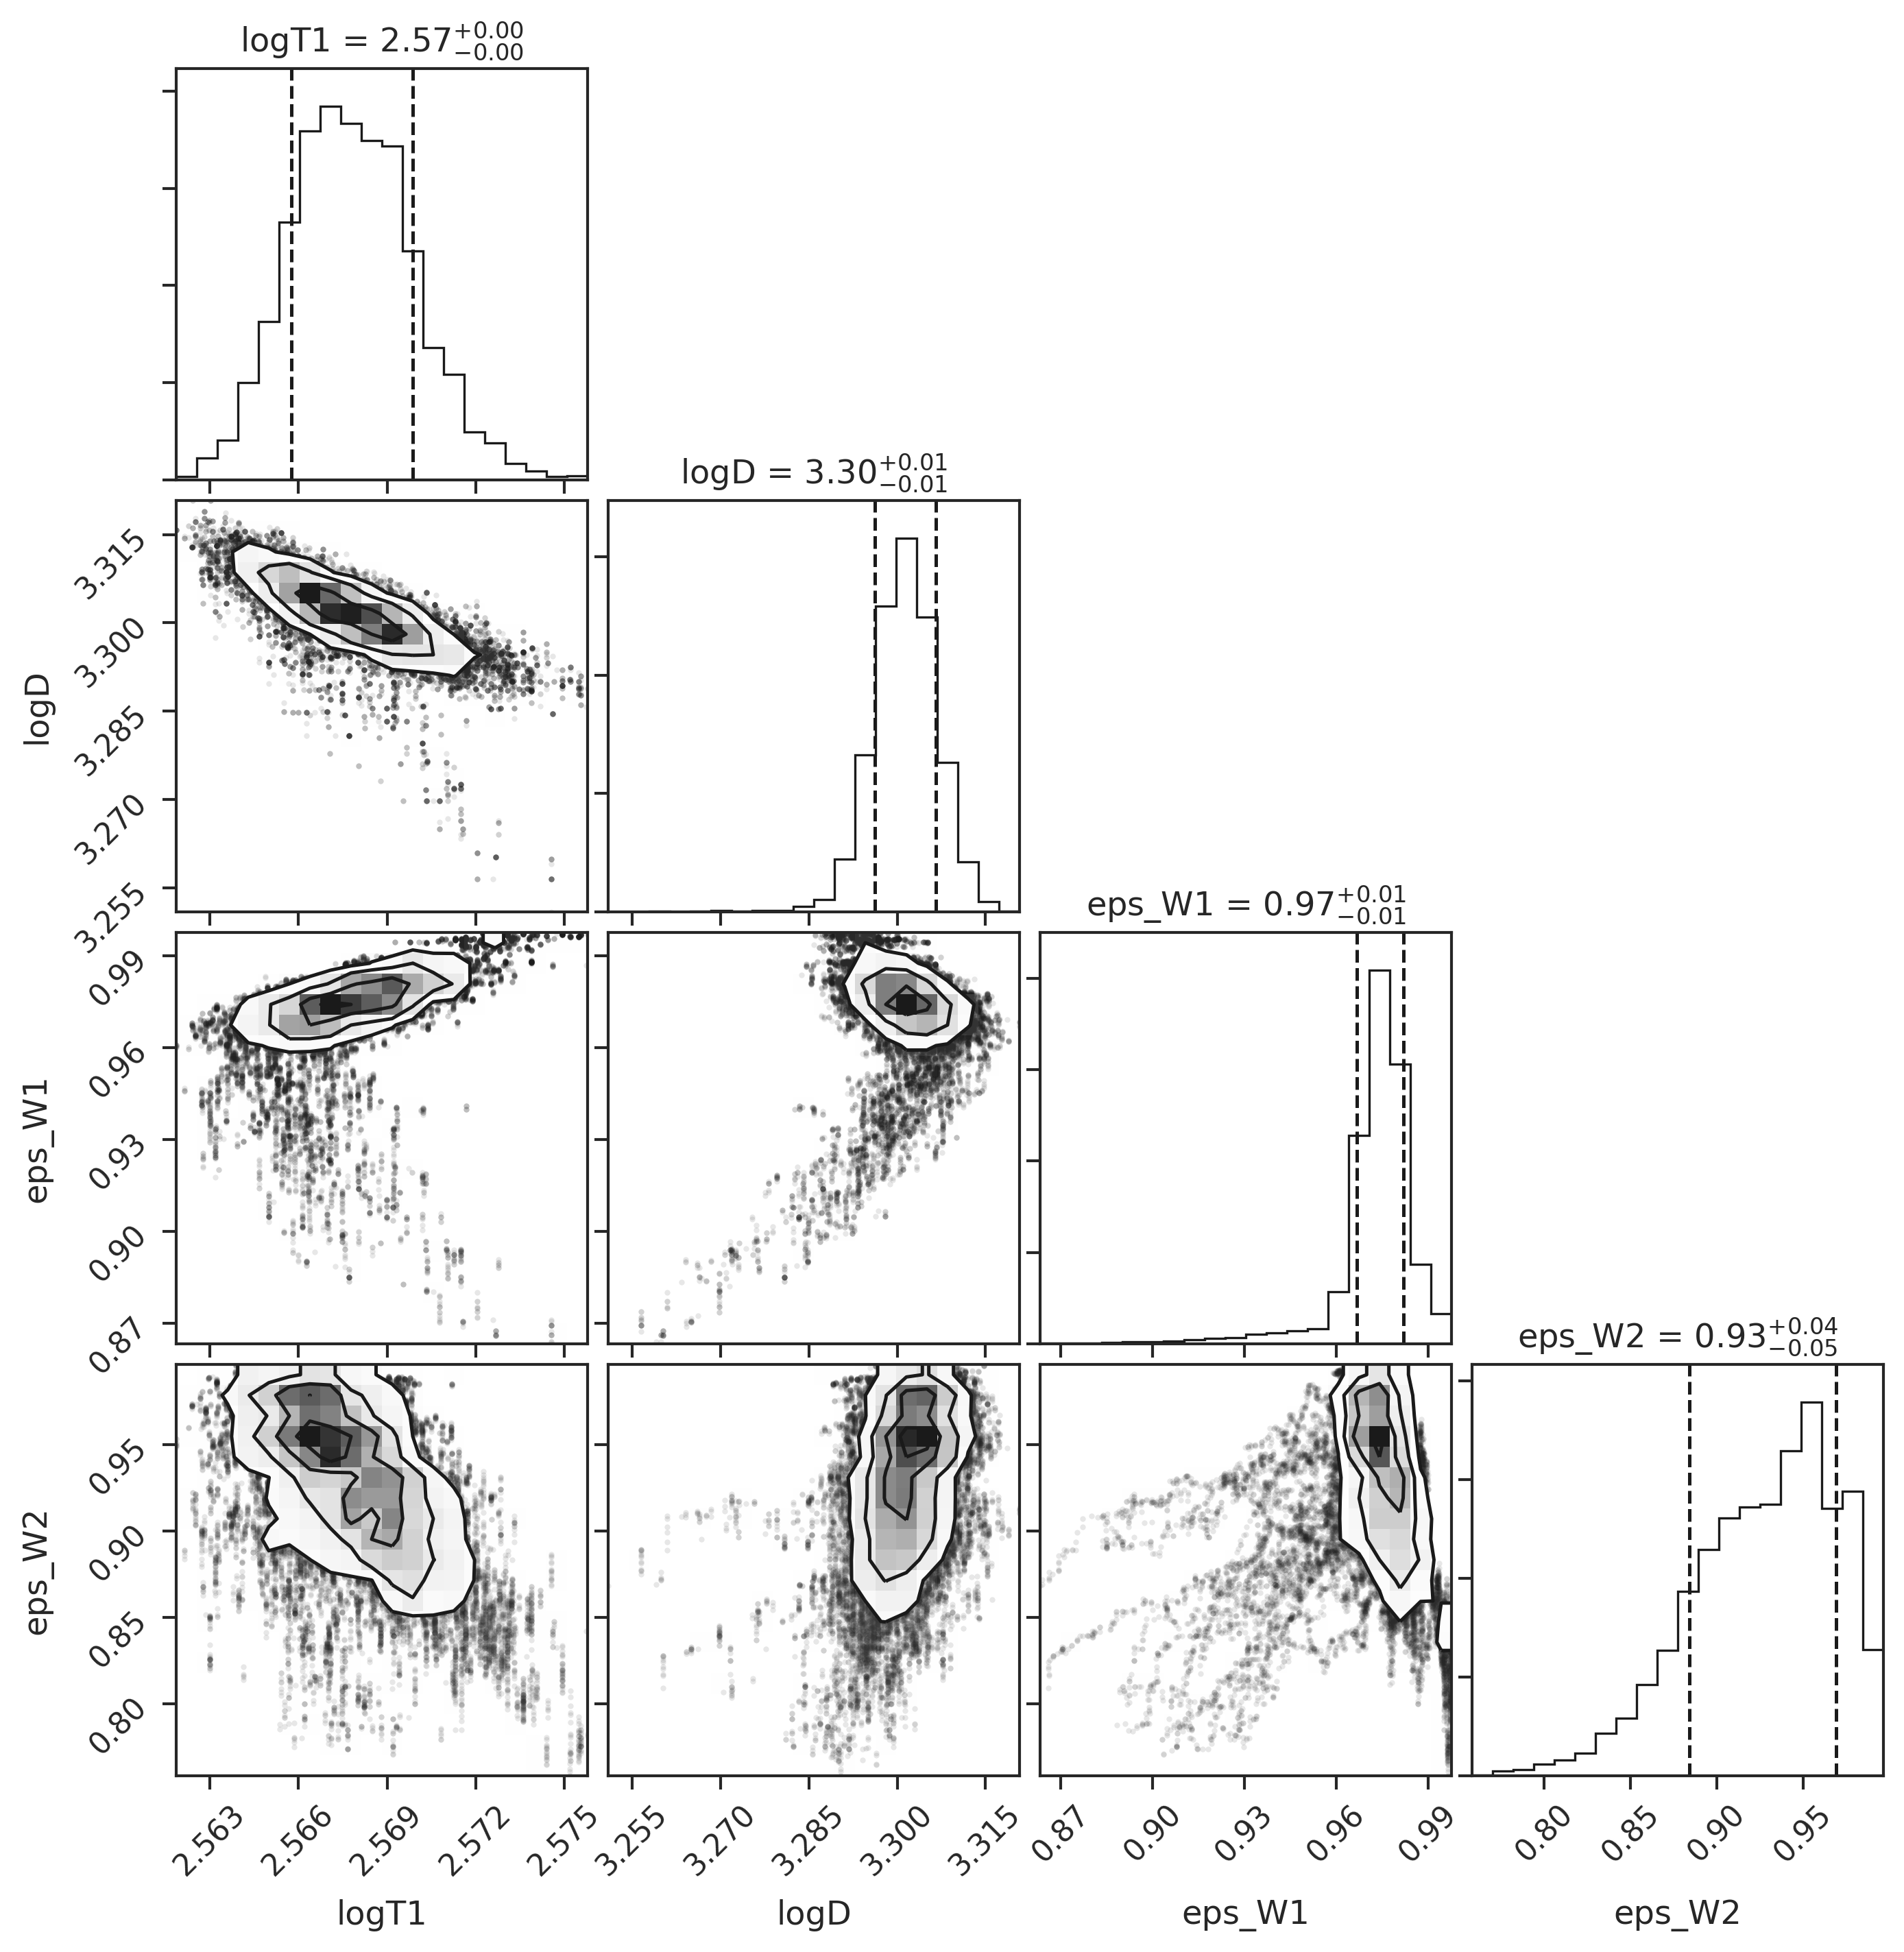 logT1 = 2.57+0.00−0.00
logD = 3.30+0.01−0.01
3.315
3.300
3.285
3.270
3.255
logD
eps_W1 = 0.97+0.01−0.01
0.99
0.96
0.93
0.90
0.87
eps_W1
eps_W2 = 0.93+0.04−0.05
0.95
0.90
0.85
0.80
eps_W2
2.563 2.566 2.569 2.572 2.575 3.255 3.270 3.285 3.300 3.315 0.87 0.90 0.93 0.96 0.99 0.80 0.85 0.90 0.95
logT1 logD eps_W1 eps_W2